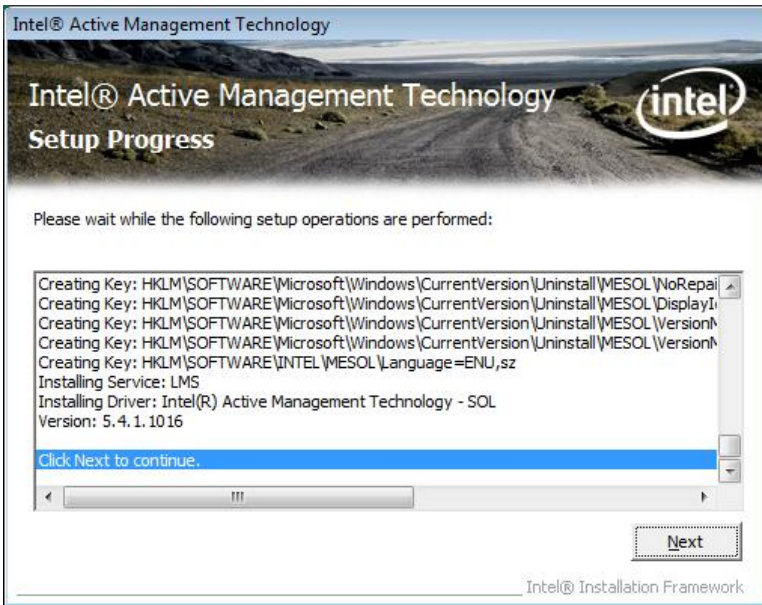 Intel® Active Management Technology
Intel® Active Management Technology
intel
Setup Progress
Please wait while the following setup operations are performed:
Creating Key: HKLM\SOFTWARE\Microsoft\Windows\CurrentVersion\Uninstall\MESOL\NoRepai
Creating Key: HKLM\SOFTWARE\Microsoft\Windows\CurrentVersion\Uninstall\MESOL\DisplayI
Creating Key: HKLM\SOFTWARE\Microsoft\Windows\CurrentVersion\Uninstall\MESOL\VersionM
Creating Key: HKLM\SOFTWARE\Microsoft\Windows\CurrentVersion\Uninstall\MESOL\VersionM
Creating Key: HKLM\SOFTWARE\INTEL\MESOL\Language=ENU,sz
Installing Service: LMS
Installing Driver: Intel(R) Active Management Technology - SOL
Version: 5.4.1.1016
Click Next to continue.
Next
Intel® Installation Framework